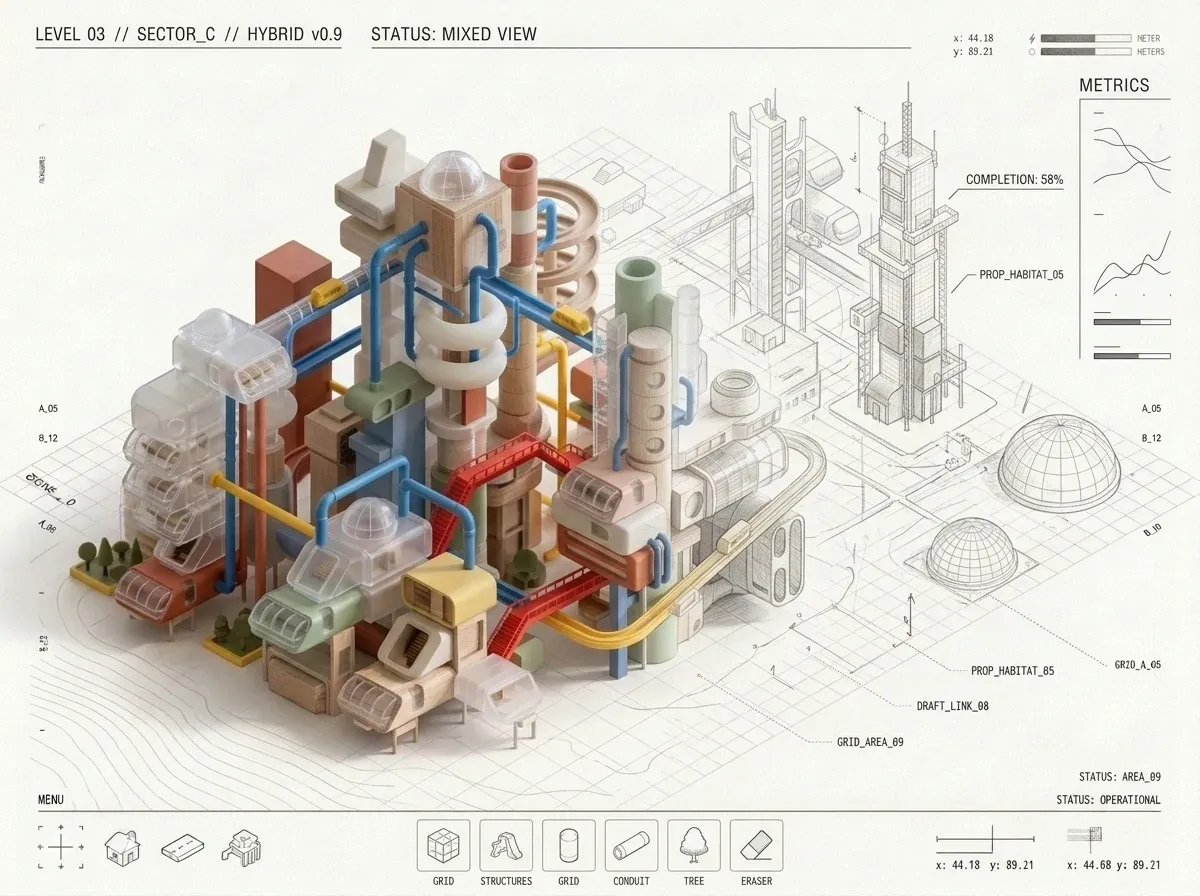 LEVEL 03 // SECTOR_C // HYBRID v0.9
STATUS: MIXED VIEW
x: 44.18
y: 89.21
METER
METERS
METRICS
COMPLETION: 58%
PROP_HABITAT_05
A_05
B_12
A_05
B_12
A_08
PROP_HABITAT_85
GRID_A_05
DRAFT_LINK_08
GRID_AREA_09
STATUS: AREA_09
STATUS: OPERATIONAL
MENU
GRID
STRUCTURES
GRID
CONDUIT
TREE
ERASER
x: 44.18 y: 89.21
x: 44.68 y: 89.21